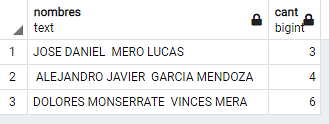 nombres cant
text bigint
1 JOSE DANIEL  MERO LUCAS 3
2 ALEJANDRO JAVIER  GARCIA MENDOZA 4
3 DOLORES MONSERRATE  VINCES MERA 6